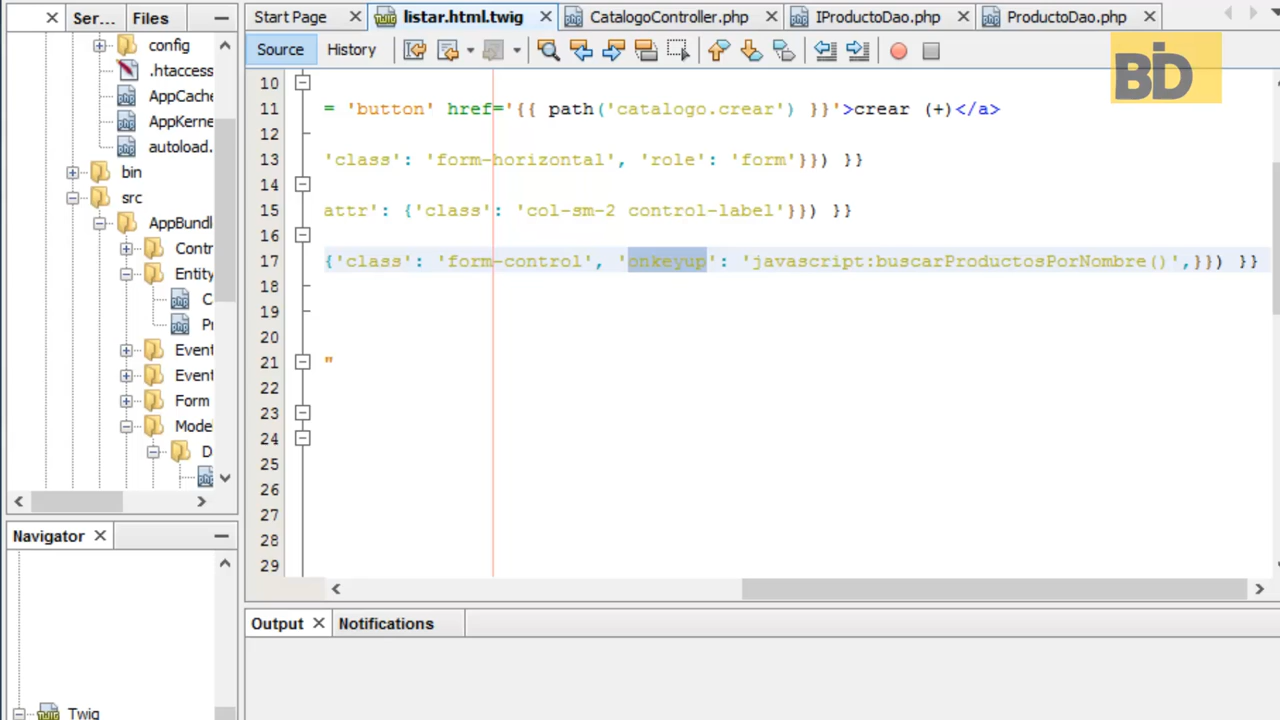 Ser...
Files
Start Page
listar.html.twig
CatalogoController.php
IProductoDao.php
ProductoDao.php
Source
History
BD
config
.htaccess
AppCache
AppKerne
autoload.
bin
src
AppBundl
Contr
Entity
C
Pr
Event
Event
Form
Mode
D
10
11 = 'button' href='{{ path('catalogo.crear') }}'>crear (+)</a>
12
13 'class': 'form-horizontal', 'role': 'form'}}) }}
14
15 attr': {'class': 'col-sm-2 control-label'}}) }}
16
17 {'class': 'form-control', 'onkeyup': 'javascript:buscarProductosPorNombre()',}}) }}
18
19
20
21 "
22
23
24
25
26
27
28
29
Navigator
Twig
Output
Notifications